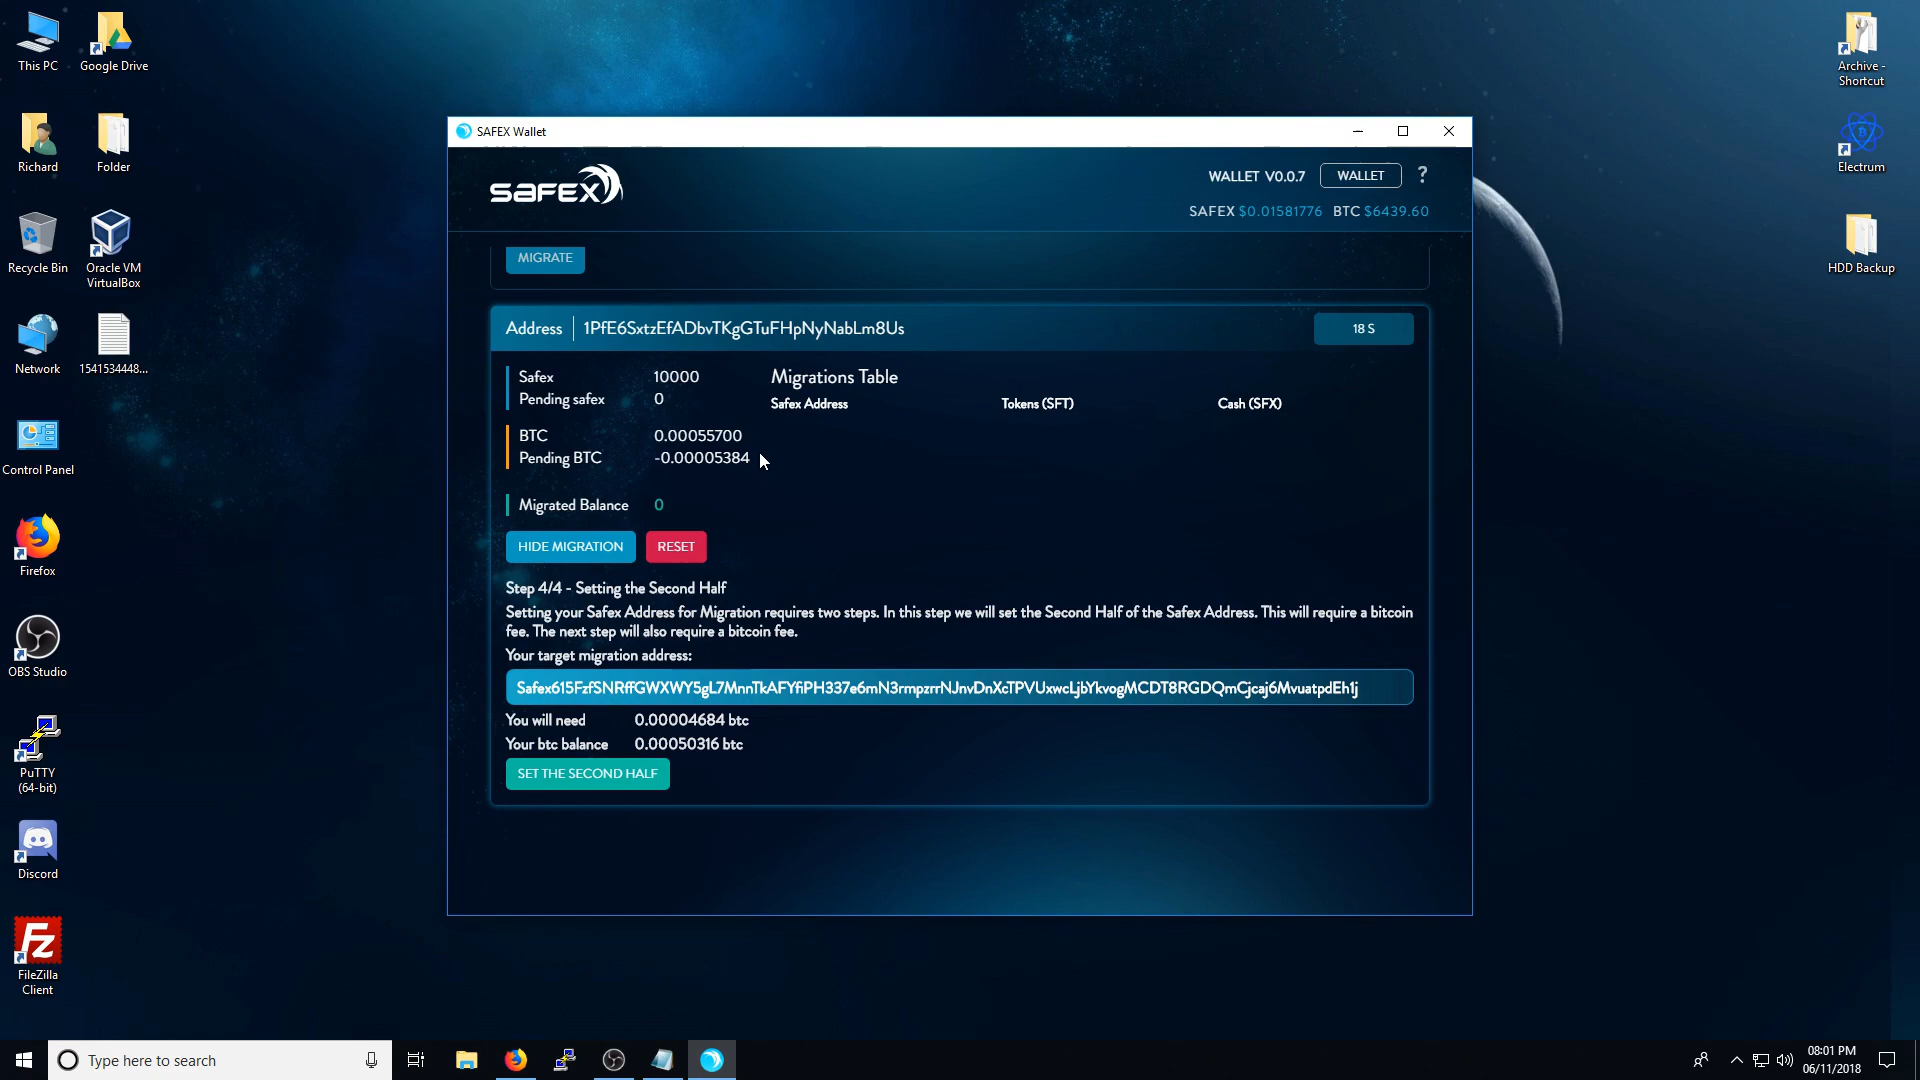 This PC
Google Drive
Richard
Folder
Recycle Bin
Oracle VM
VirtualBox
Network
1541534448...
Control Panel
Firefox
OBS Studio
PuTTY
(64-bit)
Discord
FileZilla
Client
Archive -
Shortcut
Electrum
HDD Backup
SAFEX Wallet
SAFEX
WALLET V0.0.7
WALLET
?
SAFEX $0.01581776 BTC $6439.60
MIGRATE
Address 1PfE6SxtzEfADbvTKgGTuFHpNyNabLm8Us
18 S
Safex 10000
Pending safex 0
Migrations Table
Safex Address Tokens (SFT) Cash (SFX)
BTC 0.00055700
Pending BTC -0.00005384
Migrated Balance 0
HIDE MIGRATION RESET
Step 4/4 - Setting the Second Half
Setting your Safex Address for Migration requires two steps. In this step we will set the Second Half of the Safex Address. This will require a bitcoin
fee. The next step will also require a bitcoin fee.
Your target migration address:
Safex615FzfSNRffGWXWY5gL7MnnTkAFYfiPH337e6mN3rmpzrrNJnvDnXcTPVUxwcLjbYkvogMCDT8RGDQmCjcaj6MvuatpdEh1j
You will need 0.00004684 btc
Your btc balance 0.00050316 btc
SET THE SECOND HALF
Type here to search
08:01 PM
06/11/2018